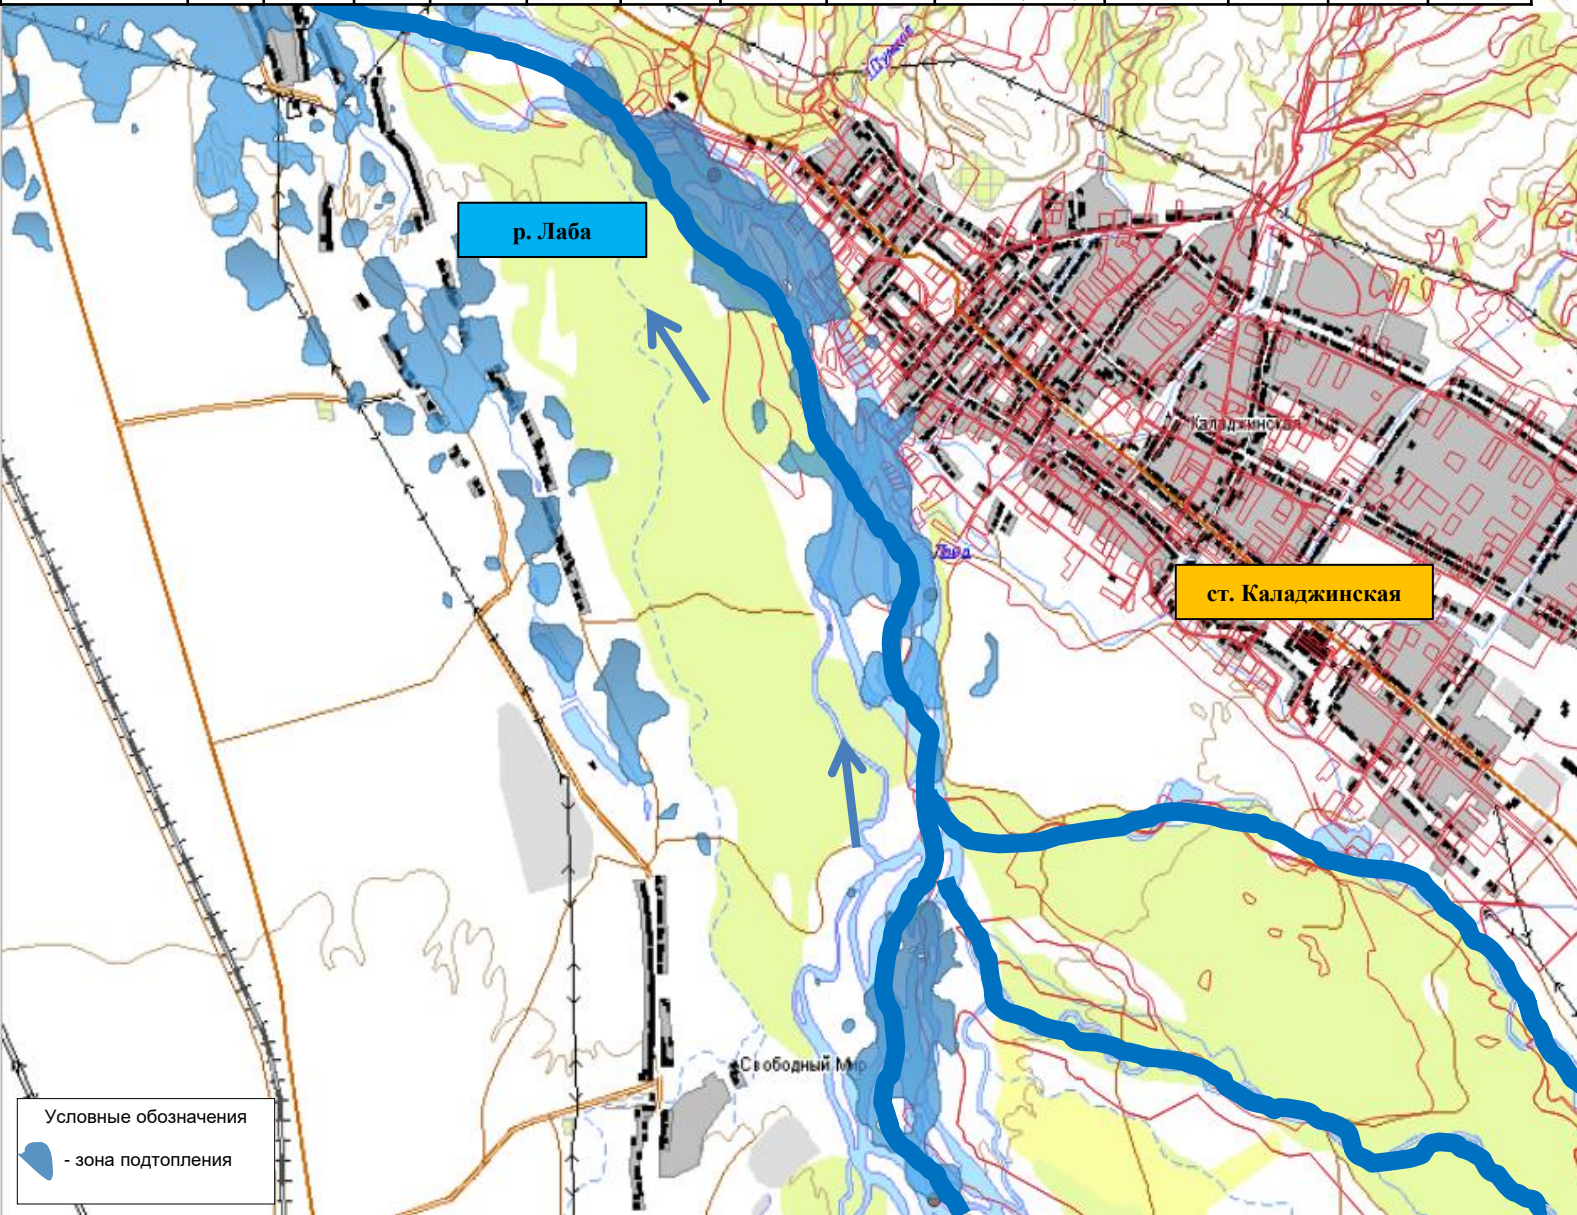 р. Лаба
Каладжинская
Лаба
ст. Каладжинская
Свободный Мир
Условные обозначения
- зона подтопления